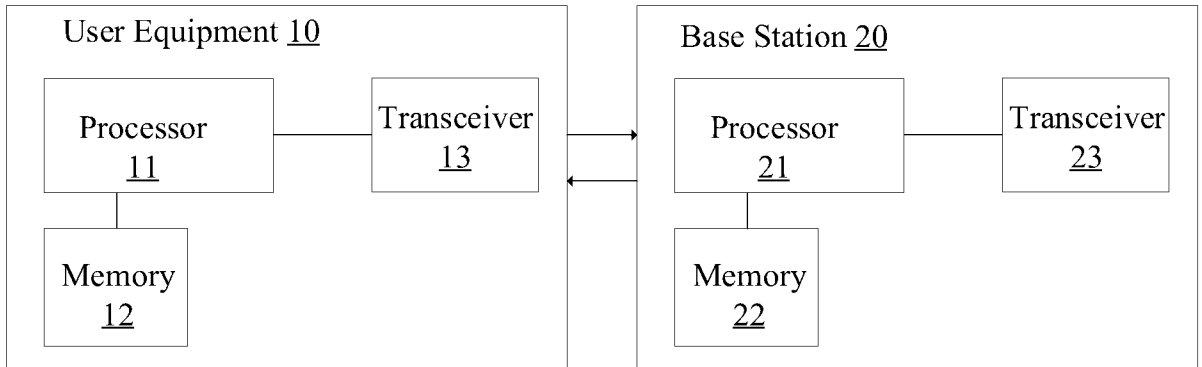 User Equipment 10
Processor
11
Transceiver
13
Memory
12
Base Station 20
Processor
21
Transceiver
23
Memory
22